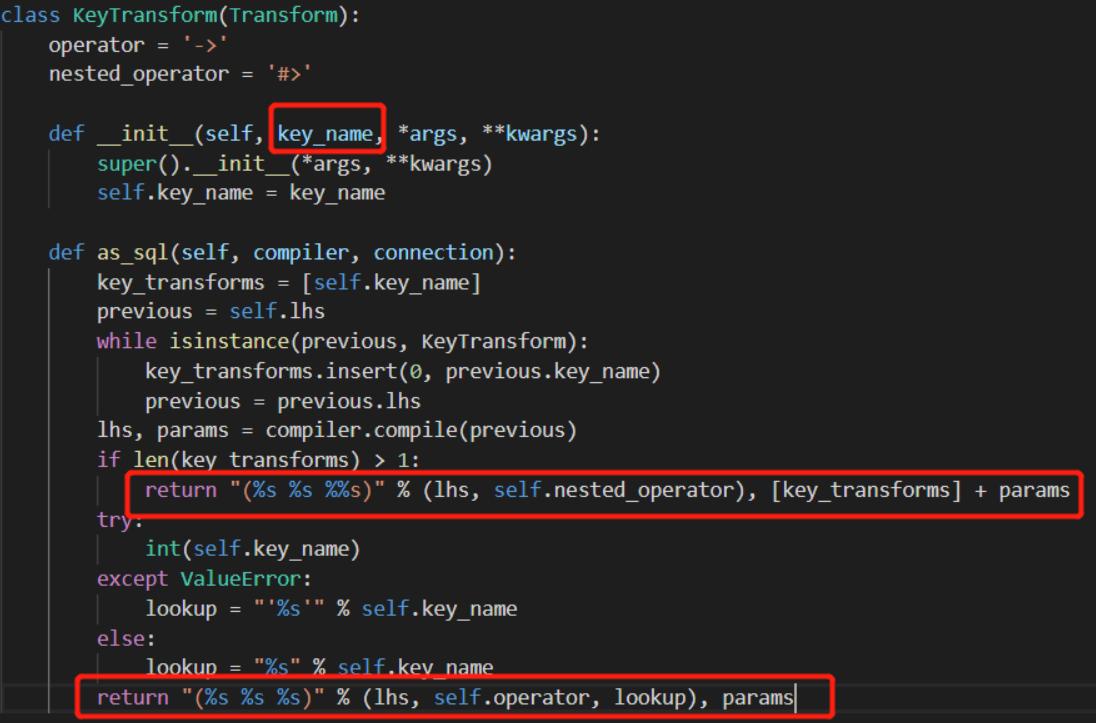 class KeyTransform(Transform):
    operator = '->'
    nested_operator = '#>'

    def __init__(self, key_name, *args, **kwargs):
        super().__init__(*args, **kwargs)
        self.key_name = key_name

    def as_sql(self, compiler, connection):
        key_transforms = [self.key_name]
        previous = self.lhs
        while isinstance(previous, KeyTransform):
            key_transforms.insert(0, previous.key_name)
            previous = previous.lhs
        lhs, params = compiler.compile(previous)
        if len(key_transforms) > 1:
            return "(%s %s %%s)" % (lhs, self.nested_operator), [key_transforms] + params
        try:
            int(self.key_name)
        except ValueError:
            lookup = "'%s'" % self.key_name
        else:
            lookup = "%s" % self.key_name
        return "(%s %s %s)" % (lhs, self.operator, lookup), params